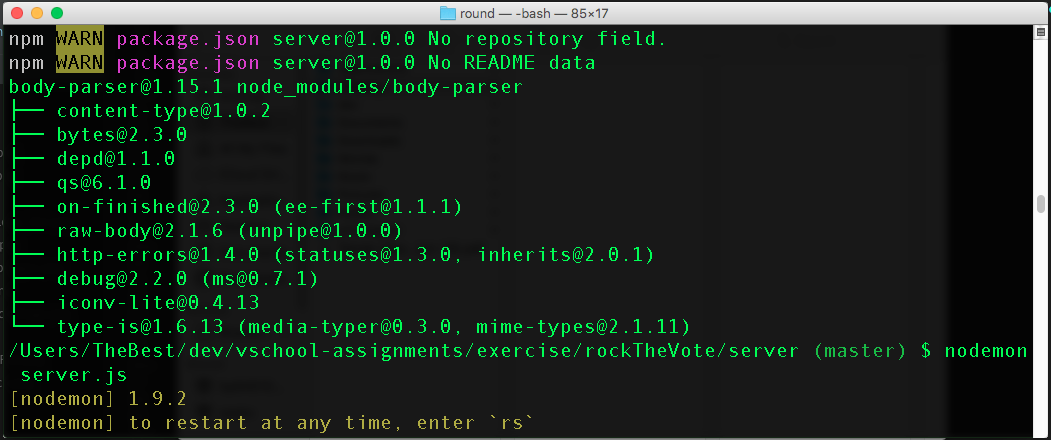 round — -bash — 85×17
npm WARN package.json server@1.0.0 No repository field.
npm WARN package.json server@1.0.0 No README data
body-parser@1.15.1 node_modules/body-parser
├── content-type@1.0.2
├── bytes@2.3.0
├── depd@1.1.0
├── qs@6.1.0
├── on-finished@2.3.0 (ee-first@1.1.1)
├── raw-body@2.1.6 (unpipe@1.0.0)
├── http-errors@1.4.0 (statuses@1.3.0, inherits@2.0.1)
├── debug@2.2.0 (ms@0.7.1)
├── iconv-lite@0.4.13
└── type-is@1.6.13 (media-typer@0.3.0, mime-types@2.1.11)
/Users/TheBest/dev/vschool-assignments/exercise/rockTheVote/server (master) $ nodemon
server.js
[nodemon] 1.9.2
[nodemon] to restart at any time, enter `rs`